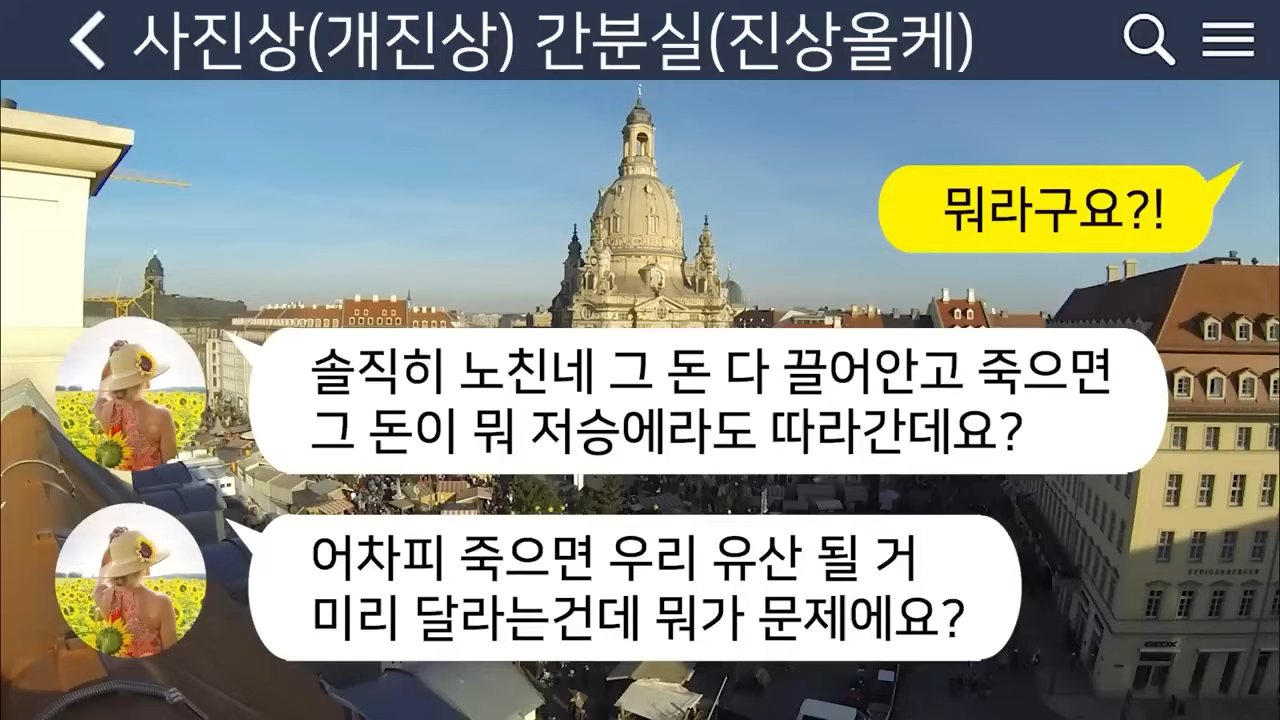 사진상(개진상) 간분실(진상올케)
뭐라구요?!
솔직히 노친네 그 돈 다 끌어안고 죽으면
그 돈이 뭐 저승에라도 따라간데요?
어차피 죽으면 우리 유산 될 거
미리 달라는건데 뭐가 문제에요?
STEIGENBERGER
GEOX